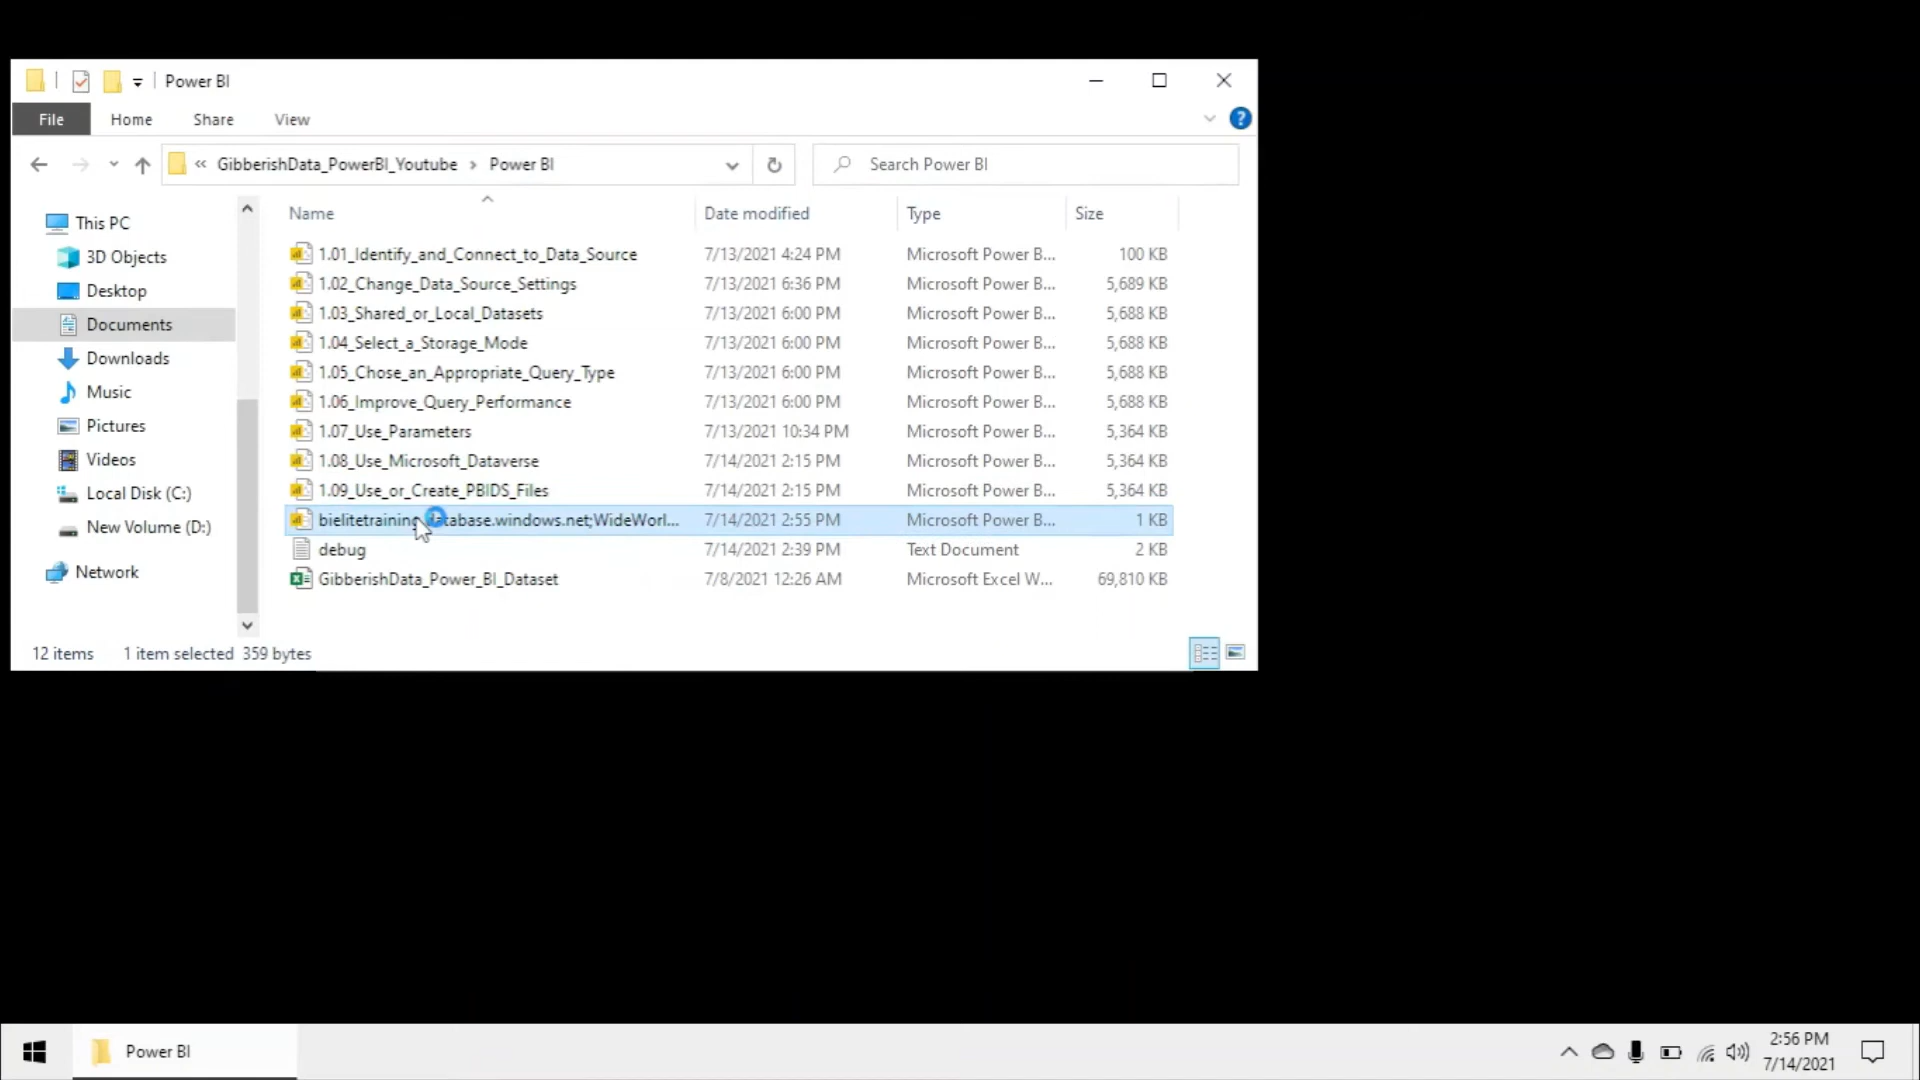 Power BI
File Home Share View
« GibberishData_PowerBI_Youtube › Power BI Search Power BI
This PC
3D Objects
Desktop
Documents
Downloads
Music
Pictures
Videos
Local Disk (C:)
New Volume (D:)
Network
Name Date modified Type Size
1.01_Identify_and_Connect_to_Data_Source 7/13/2021 4:24 PM Microsoft Power B... 100 KB
1.02_Change_Data_Source_Settings 7/13/2021 6:36 PM Microsoft Power B... 5,689 KB
1.03_Shared_or_Local_Datasets 7/13/2021 6:00 PM Microsoft Power B... 5,688 KB
1.04_Select_a_Storage_Mode 7/13/2021 6:00 PM Microsoft Power B... 5,688 KB
1.05_Chose_an_Appropriate_Query_Type 7/13/2021 6:00 PM Microsoft Power B... 5,688 KB
1.06_Improve_Query_Performance 7/13/2021 6:00 PM Microsoft Power B... 5,688 KB
1.07_Use_Parameters 7/13/2021 10:34 PM Microsoft Power B... 5,364 KB
1.08_Use_Microsoft_Dataverse 7/14/2021 2:15 PM Microsoft Power B... 5,364 KB
1.09_Use_or_Create_PBIDS_Files 7/14/2021 2:15 PM Microsoft Power B... 5,364 KB
bielitetraining.database.windows.net;WideWorl... 7/14/2021 2:55 PM Microsoft Power B... 1 KB
debug 7/14/2021 2:39 PM Text Document 2 KB
GibberishData_Power_BI_Dataset 7/8/2021 12:26 AM Microsoft Excel W... 69,810 KB
12 items 1 item selected 359 bytes
Power BI
2:56 PM
7/14/2021